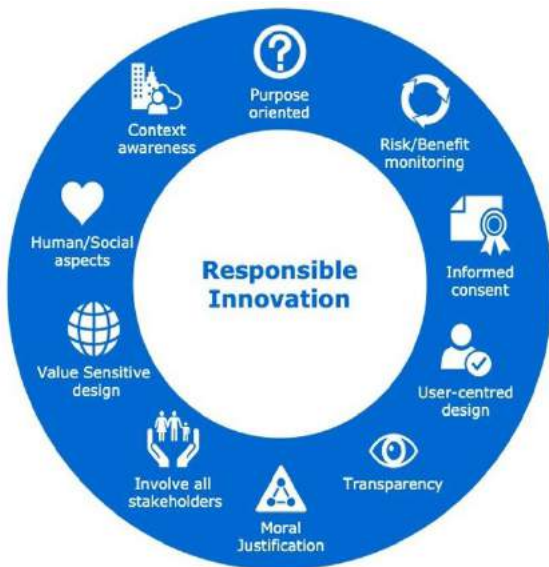 Purpose
oriented
Risk/Benefit
monitoring
Informed
consent
User-centred
design
Transparency
Moral
Justification
Involve all
stakeholders
Value Sensitive
design
Human/Social
aspects
Context
awareness
Responsible
Innovation